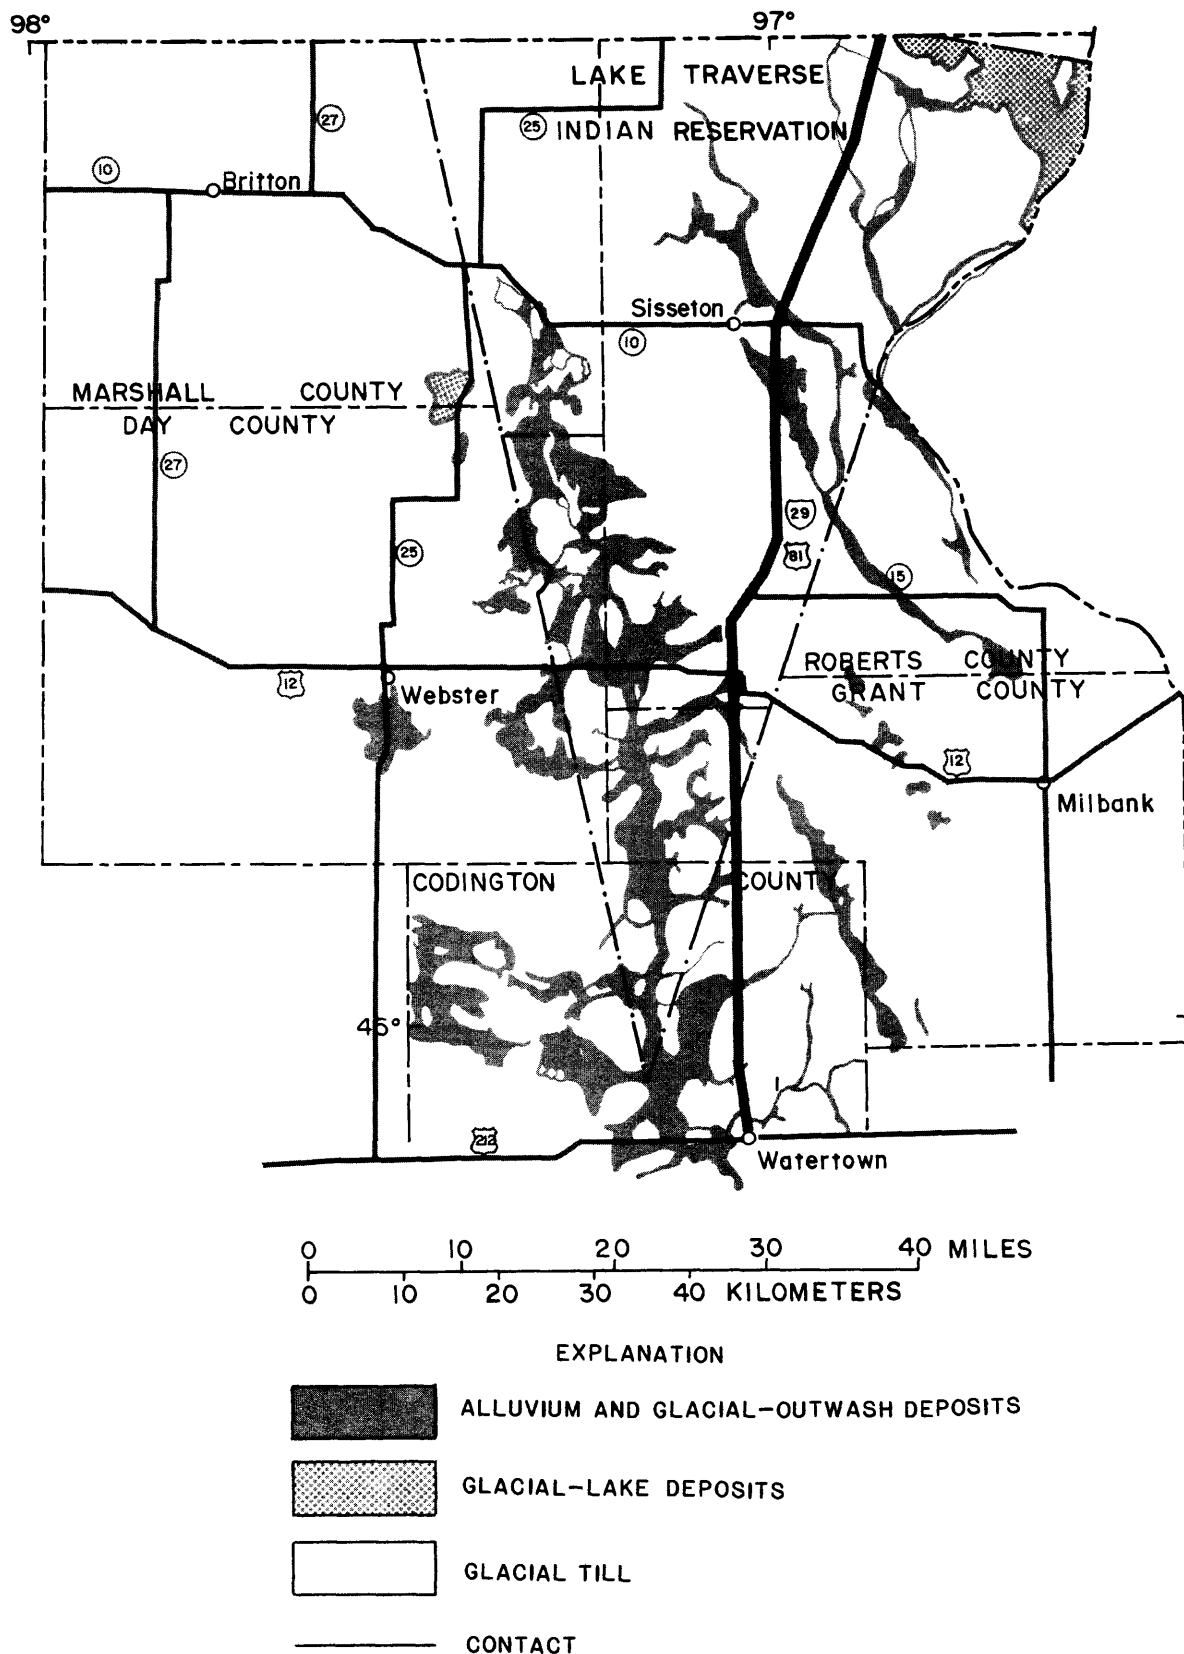 98°
97°
LAKE TRAVERSE
27
25
INDIAN RESERVATION
10
Britton
Sisseton
10
MARSHALL COUNTY
DAY COUNTY
27
29
25
81
15
ROBERTS COUNTY
12
Webster
GRANT COUNTY
12
Milbank
CODINGTON COUNTY
45°
212
Watertown
0 10 20 30 40 MILES
0 10 20 30 40 KILOMETERS
EXPLANATION
ALLUVIUM AND GLACIAL-OUTWASH DEPOSITS
GLACIAL-LAKE DEPOSITS
GLACIAL TILL
CONTACT